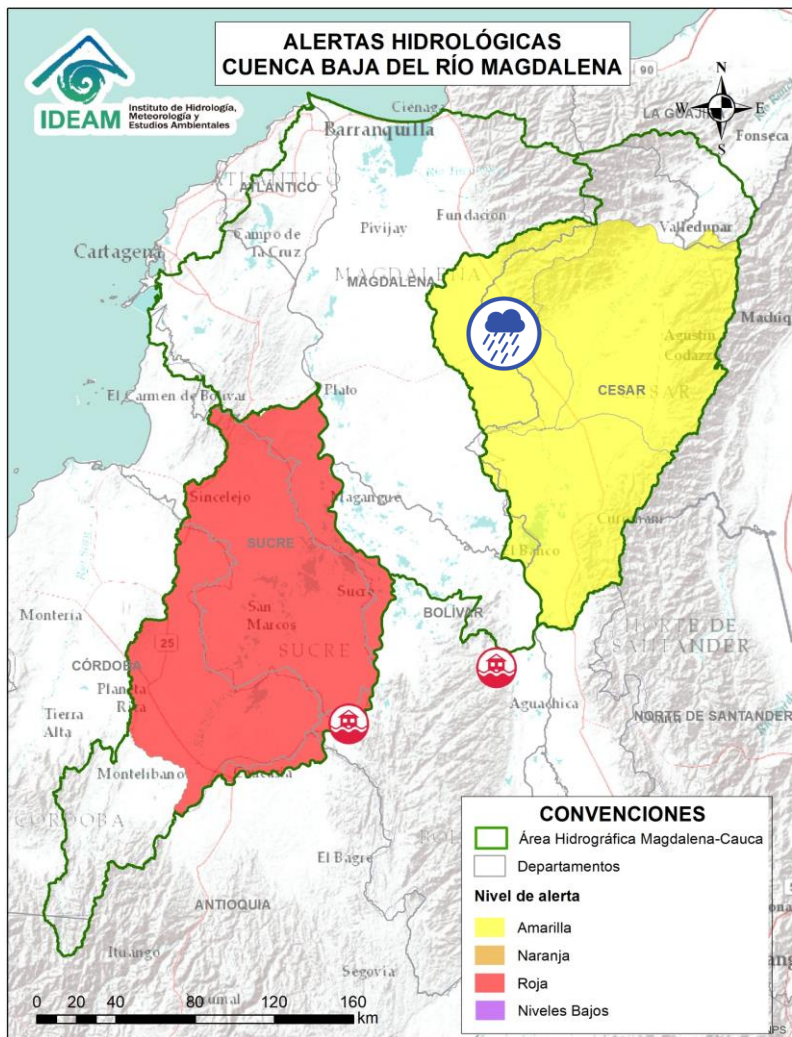 ALERTAS HIDROLÓGICAS
CUENCA BAJA DEL RÍO MAGDALENA
IDEAM
Instituto de Hidrología,
Meteorología y
Estudios Ambientales
N
W E
S
90
Ciénaga
LA GUAJIRA
Fonseca
Barranquilla
ATLÁNTICO
ATLÁNTICO
Fundación
Pivijay
Campo de
la Cruz
Valledupar
Cartagena
MAGDALENA
MAGDALENA
Machiq
Agustín
Codazzi
CESAR
CESAR
El Carmen de Bolívar
Plato
Sincelejo
Magangué
SUCRE
El Banco
Sucre
San
Marcos
BOLÍVAR
Montería
SUCRE
NORTE DE
SANTANDER
25
CÓRDOBA
Planeta
Rica
Aguachica
Tierra
Alta
NORTE DE SANTANDER
Montelíbano
CÓRDOBA
El Bagre
ANTIOQUIA
Ituango
Segovia
CONVENCIONES
Área Hidrográfica Magdalena-Cauca
Departamentos
Nivel de alerta
Amarilla
Naranja
Roja
Niveles Bajos
0 20 40 80 120 160
km